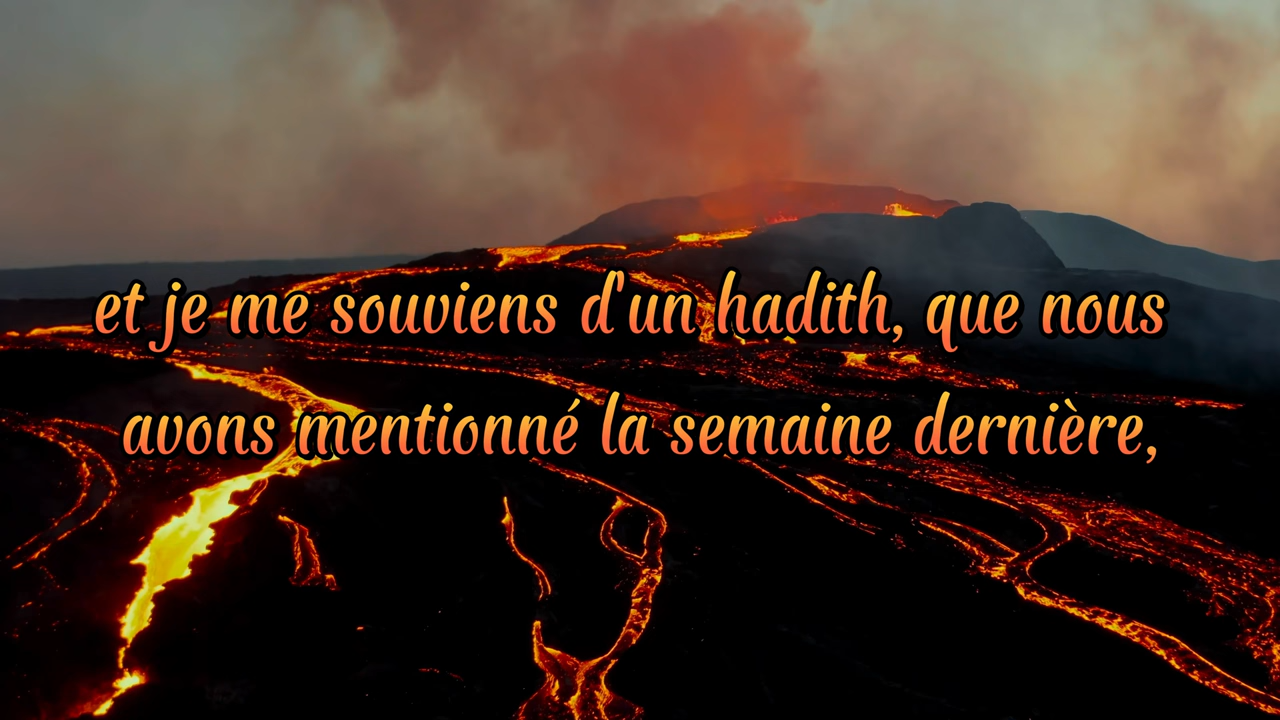 et je me souviens d'un hadith, que nous
avons mentionné la semaine dernière,